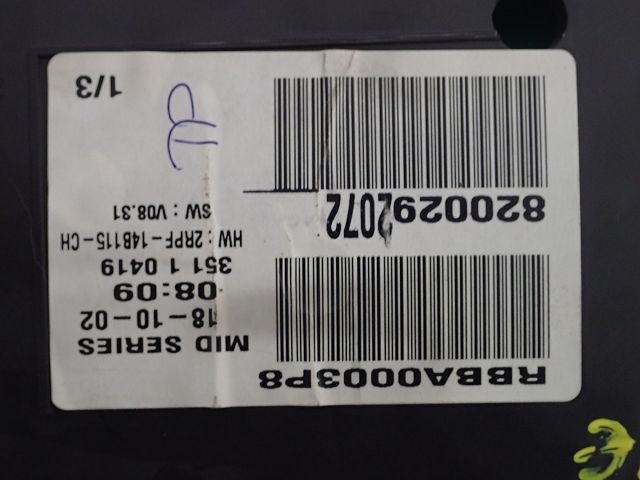 RBBA0003P8
8200292072
MID SERIES
18-10-02
08:09
351 1 0419
HW : 2RPF-14B115-CH
SW : V08.31
1/3